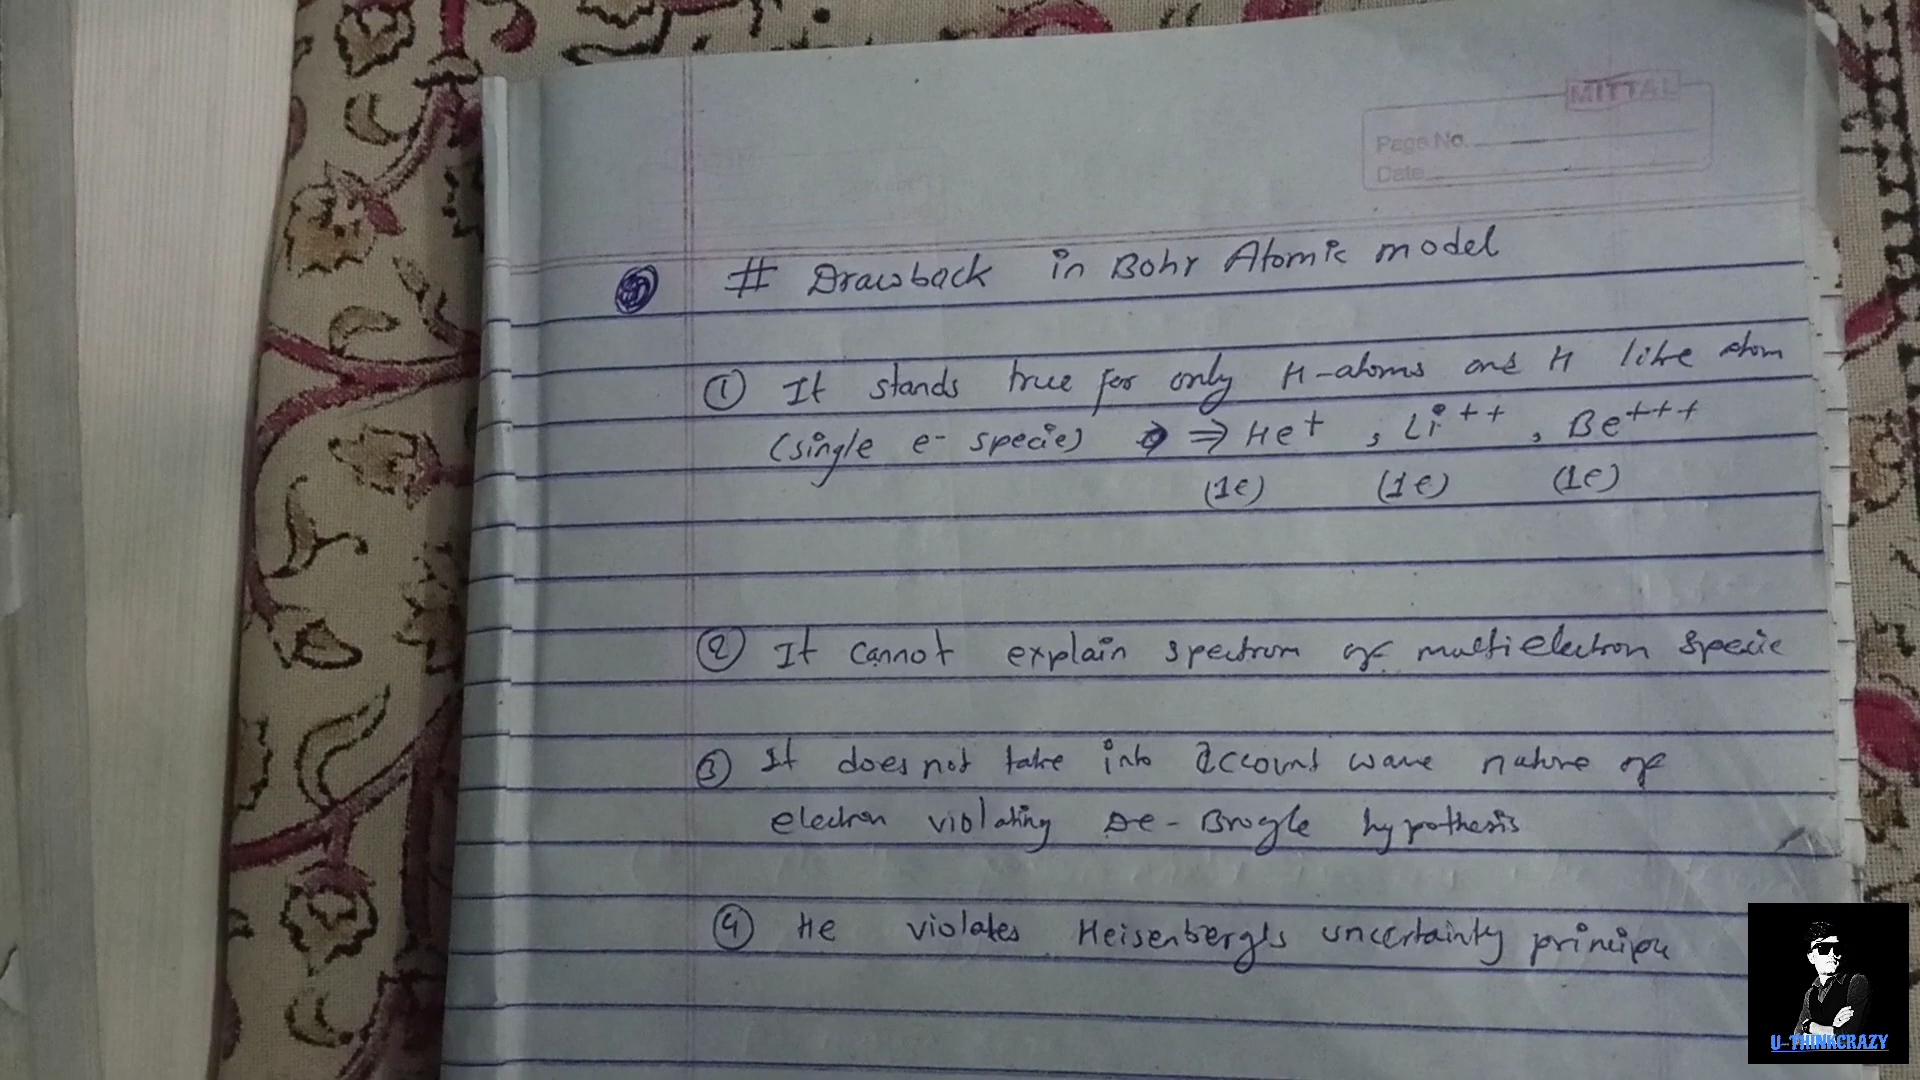 MITTAL
Page No.
Date
# Drawback in Bohr Atomic model
① It stands true for only H-atoms and H like atom
(single e- specie) ⇒ He+ , Li++ , Be+++
(1e) (1e) (1e)
② It cannot explain spectrum of multielectron specie
③ It does not take into account wave nature of
electron violating De-Brogle hypothesis
④ He violates Heisenberg's uncertainty principle
U-THINKCRAZY